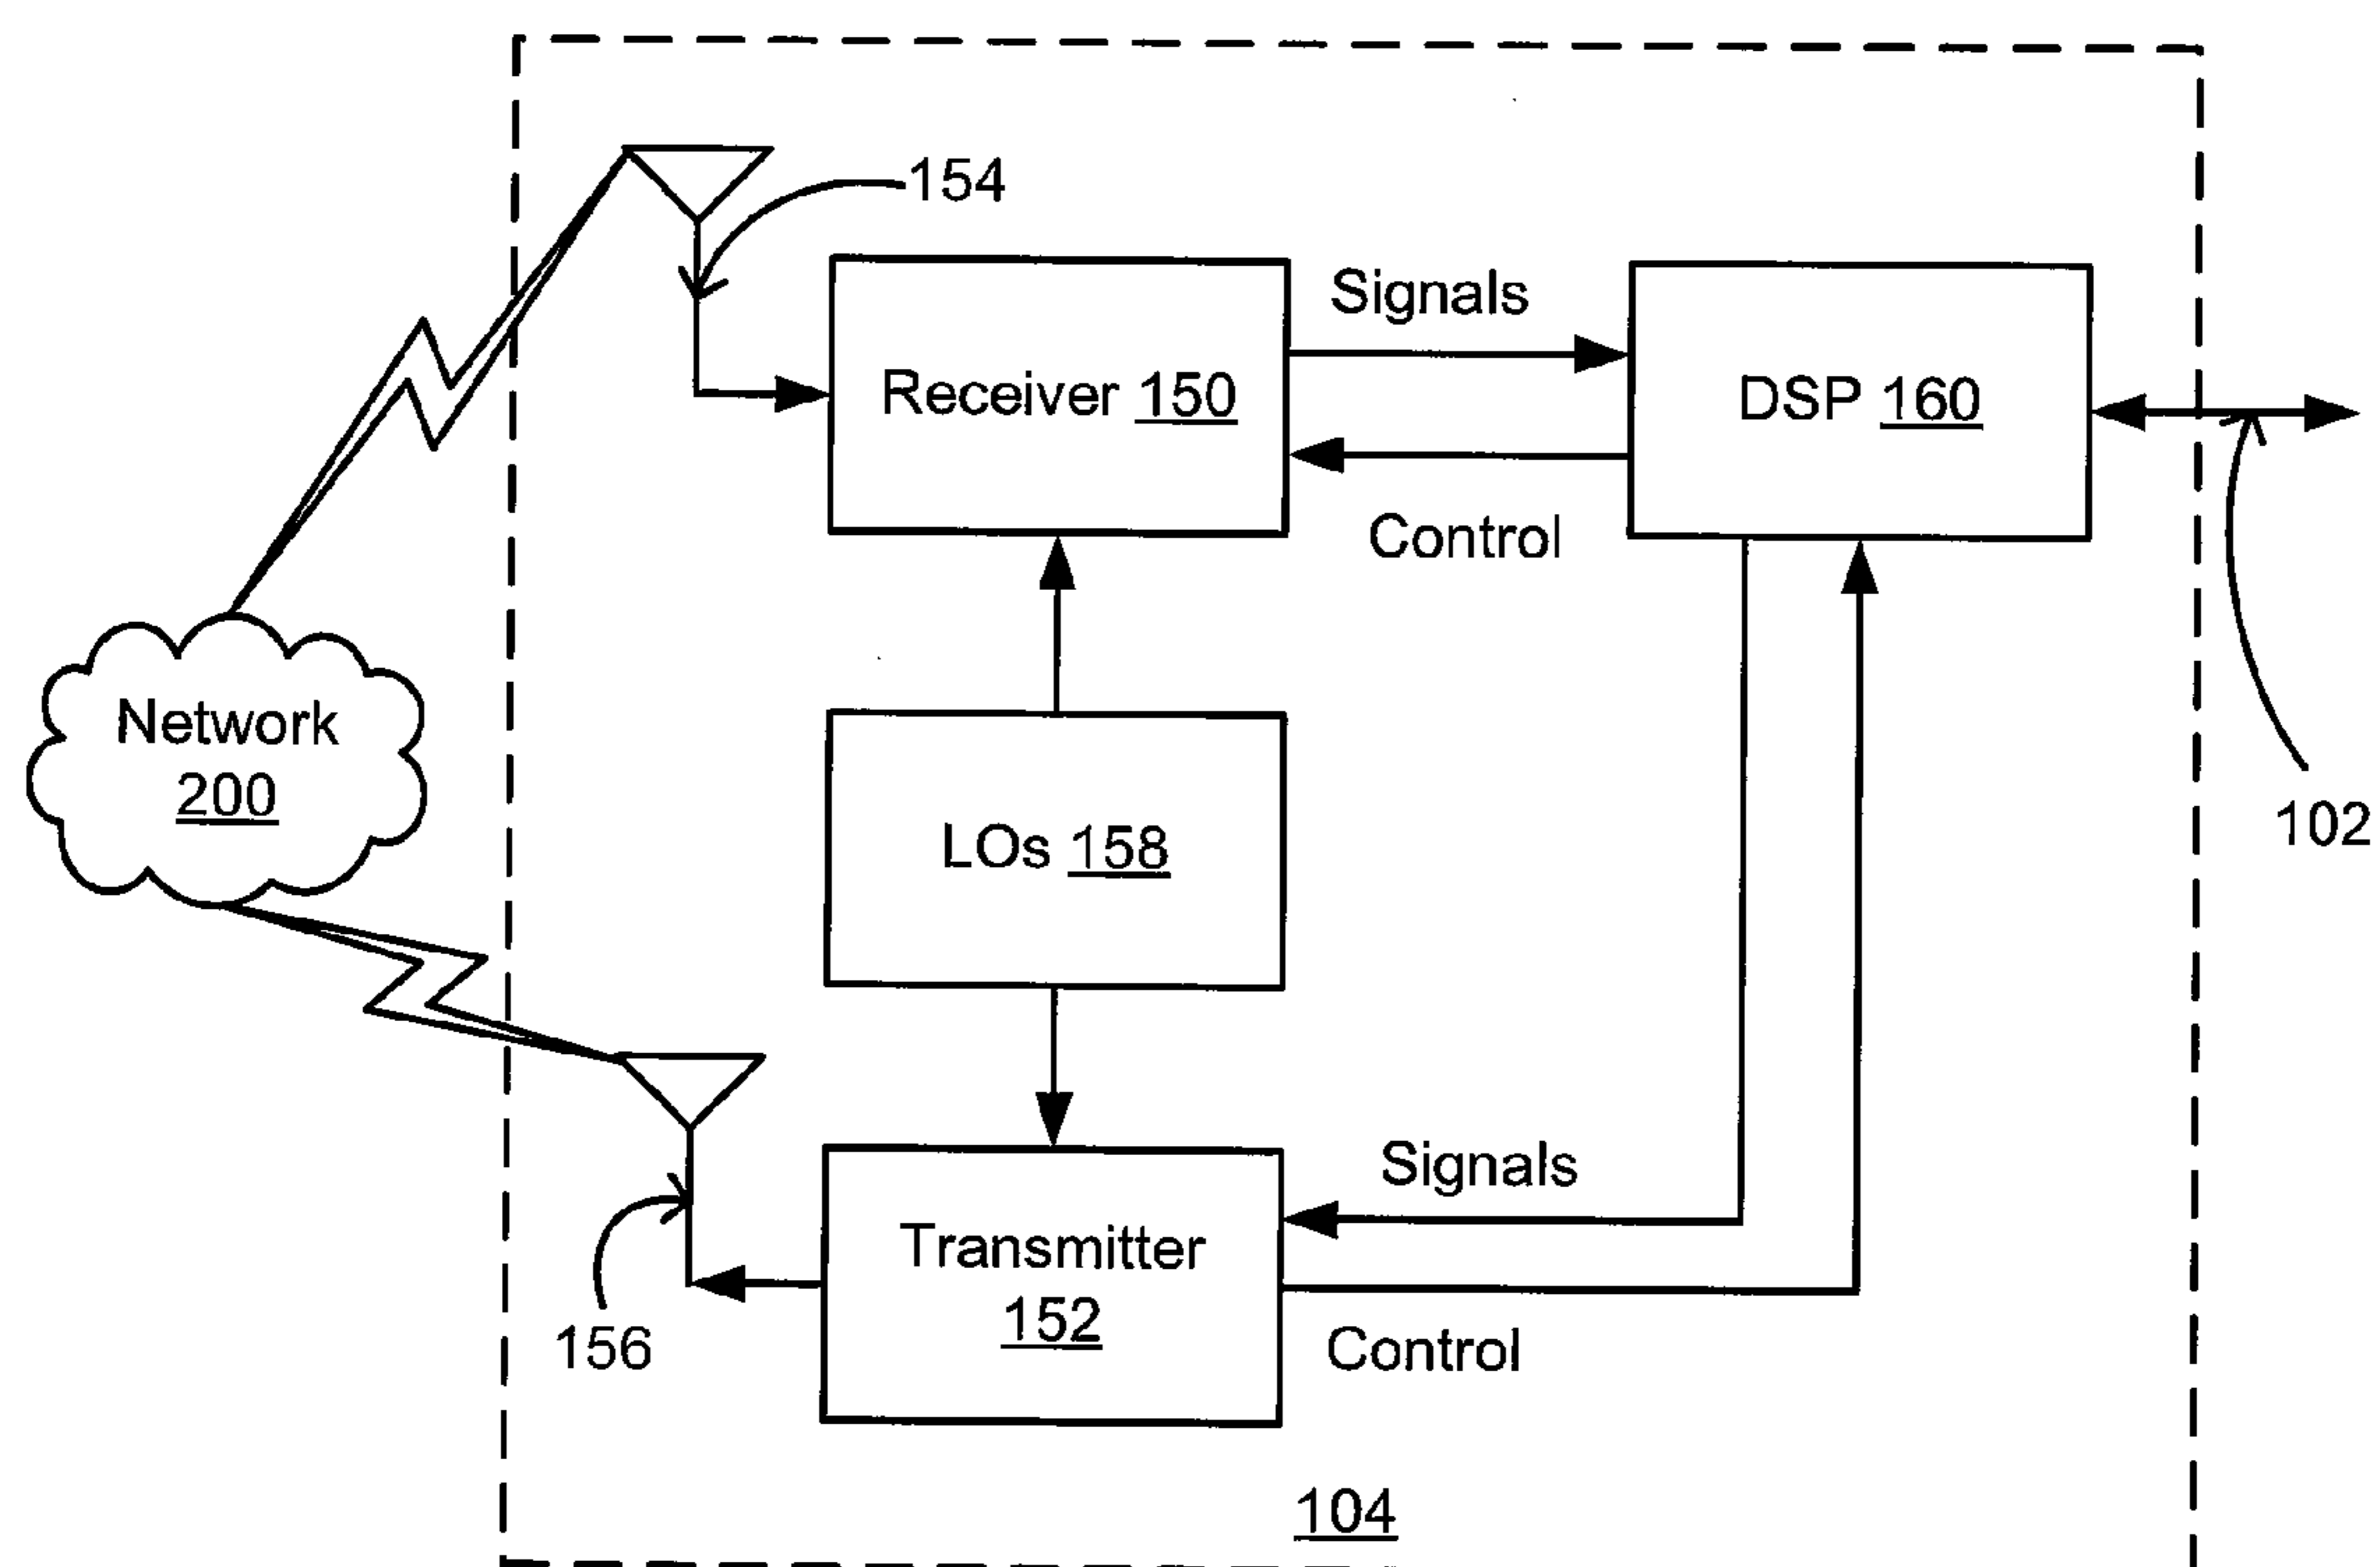 154
Signals
Receiver 150
DSP 160
Control
Network
200
102
LOs 158
Signals
Transmitter
152
156
Control
104